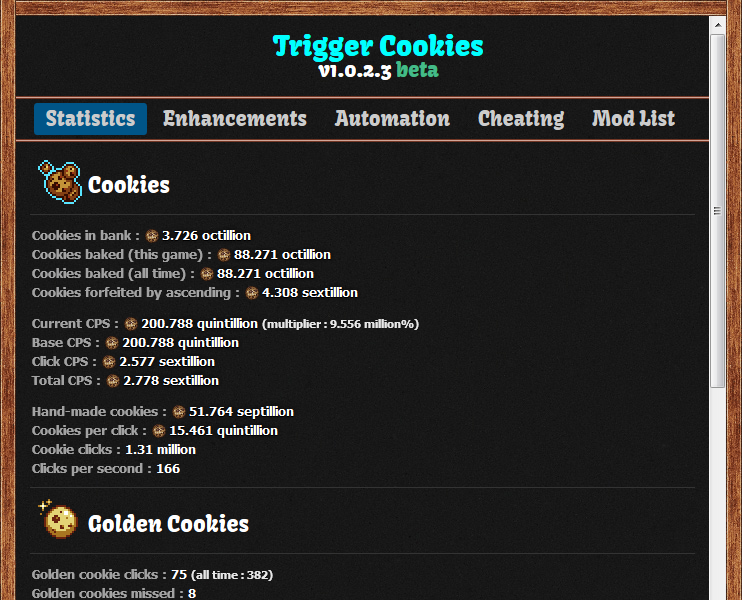 Trigger Cookies
v1.0.2.3 beta
Statistics Enhancements Automation Cheating Mod List
Cookies
Cookies in bank : 3.726 octillion
Cookies baked (this game) : 88.271 octillion
Cookies baked (all time) : 88.271 octillion
Cookies forfeited by ascending : 4.308 sextillion
Current CPS : 200.788 quintillion (multiplier : 9.556 million%)
Base CPS : 200.788 quintillion
Click CPS : 2.577 sextillion
Total CPS : 2.778 sextillion
Hand-made cookies : 51.764 septillion
Cookies per click : 15.461 quintillion
Cookie clicks : 1.31 million
Clicks per second : 166
Golden Cookies
Golden cookie clicks : 75 (all time : 382)
Golden cookies missed : 8